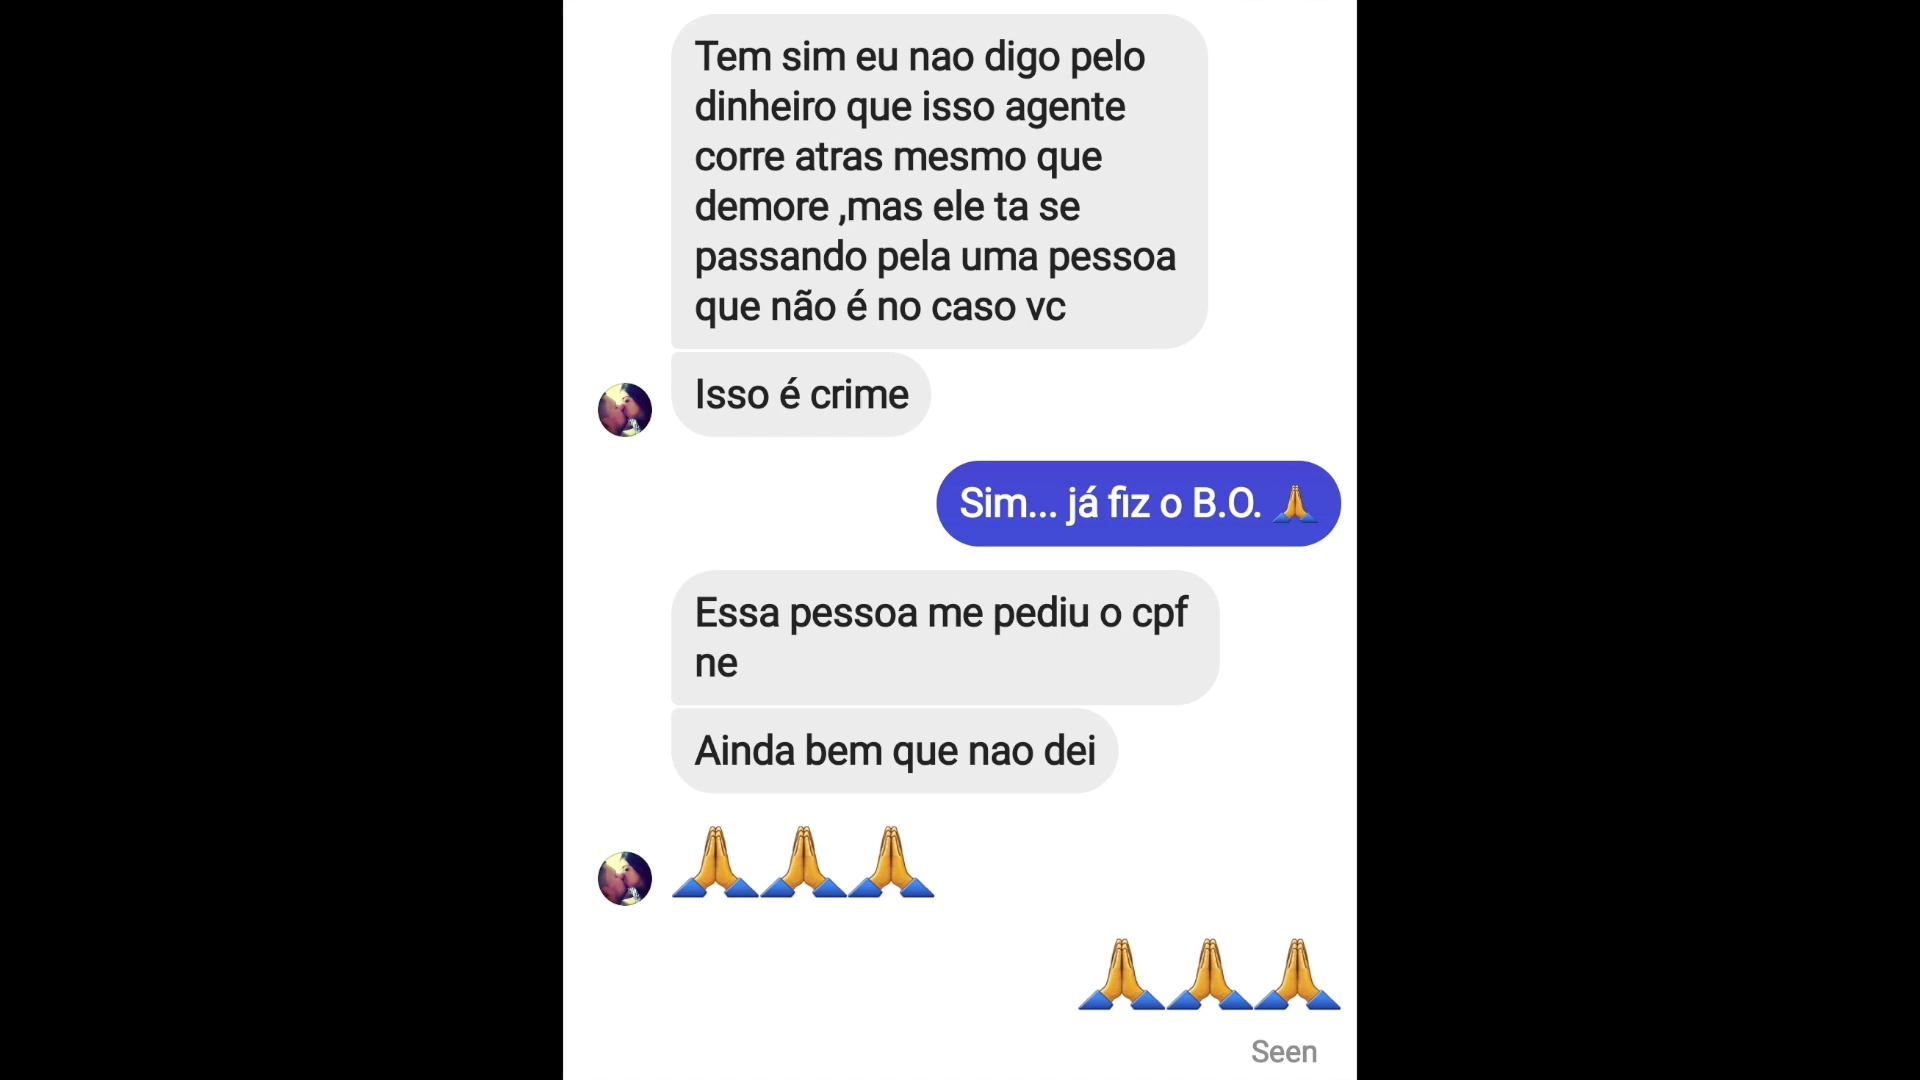 Tem sim eu nao digo pelo
dinheiro que isso agente
corre atras mesmo que
demore ,mas ele ta se
passando pela uma pessoa
que não é no caso vc
Isso é crime
Sim... já fiz o B.O. 🙏
Essa pessoa me pediu o cpf
ne
Ainda bem que nao dei
🙏🙏🙏
🙏🙏🙏
Seen